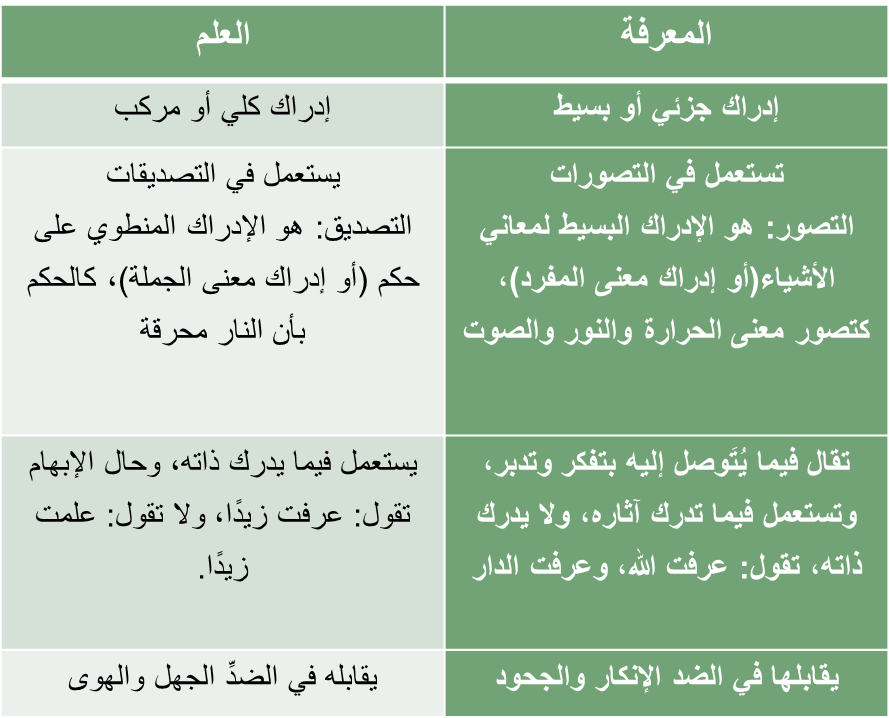 المعرفة
العلم
إدراك جزئي أو بسيط
إدراك كلي أو مركب
تستعمل في التصورات
التصور: هو الإدراك البسيط لمعاني
الأشياء(أو إدراك معنى المفرد)،
كتصور معنى الحرارة والنور والصوت
يستعمل في التصديقات
التصديق: هو الإدراك المنطوي على
حكم (أو إدراك معنى الجملة)، كالحكم
بأن النار محرقة
تقال فيما يُتَوصل إليه بتفكر وتدبر،
وتستعمل فيما تدرك آثاره، ولا يدرك
ذاته، تقول: عرفت الله، وعرفت الدار
يستعمل فيما يدرك ذاته، وحال الإبهام
تقول: عرفت زيدًا، ولا تقول: علمت
زيدًا.
يقابلها في الضد الإنكار والجحود
يقابله في الضدِّ الجهل والهوى